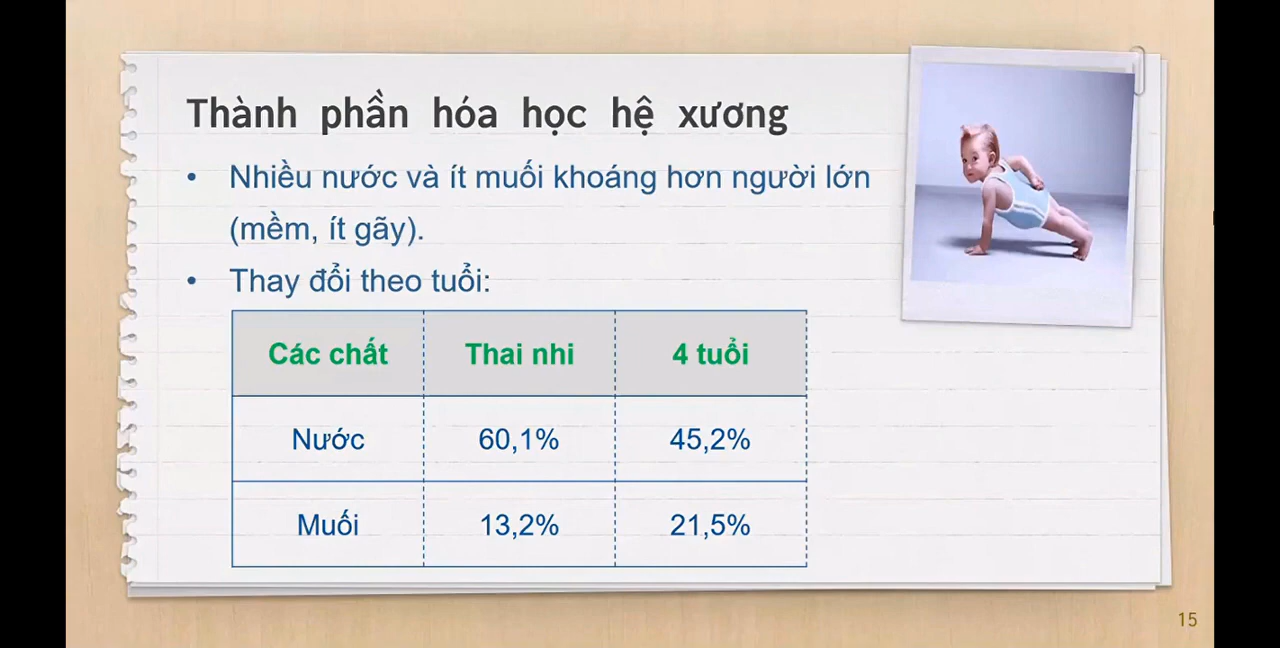 Thành phần hóa học hệ xương
• Nhiều nước và ít muối khoáng hơn người lớn
(mềm, ít gãy).
• Thay đổi theo tuổi:
Các chất Thai nhi 4 tuổi
Nước 60,1% 45,2%
Muối 13,2% 21,5%
15